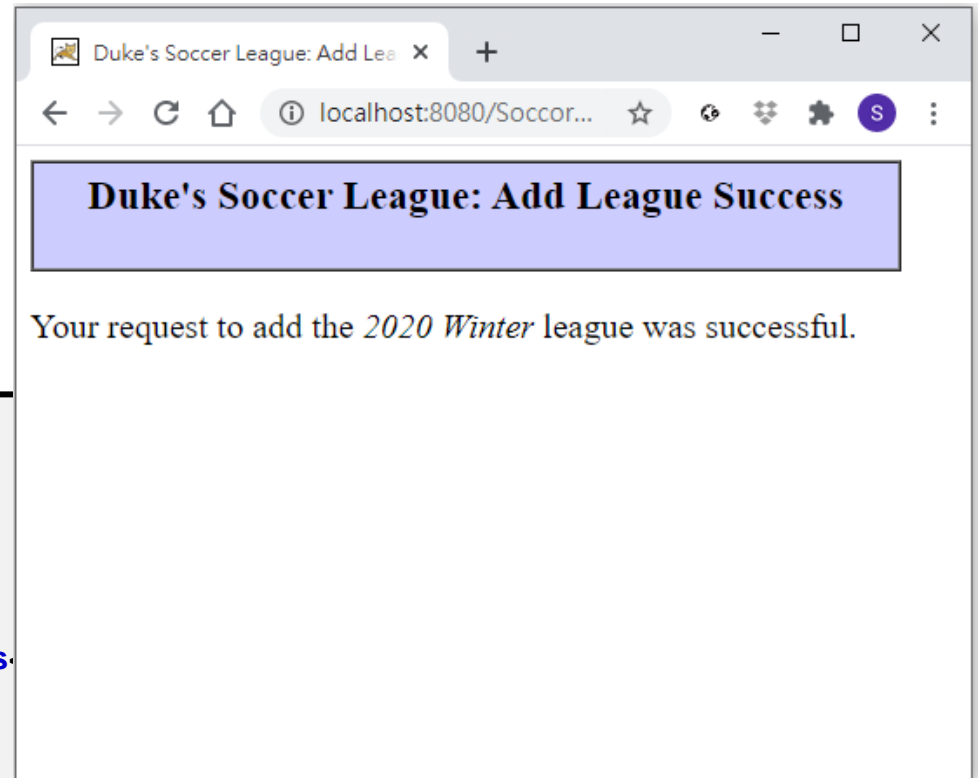 Duke's Soccer League: Add Lea
localhost:8080/Soccor...
S
Duke's Soccer League: Add League Success
Your request to add the 2020 Winter league was successful.
s